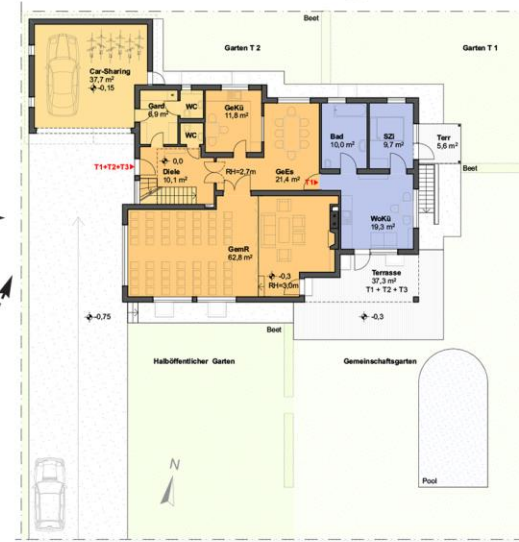 Beet
Garten T 2
Garten T 1
Car-Sharing
37,7 m²
-0,15
Gard
6,9 m²
WC
GeKü
11,8 m²
WC
Bad
10,0 m²
SZi
9,7 m²
Terr
5,6 m²
Beet
T1+T2+T3
0,0
Diele
10,1 m²
RH=2,7m
GeEs
21,4 m²
T1
WoKü
19,3 m²
GemR
62,8 m²
-0,3
RH=3,0m
Terrasse
37,3 m²
T1 + T2 + T3
-0,75
-0,3
Beet
Halböffentlicher Garten
Gemeinschaftsgarten
N
Pool